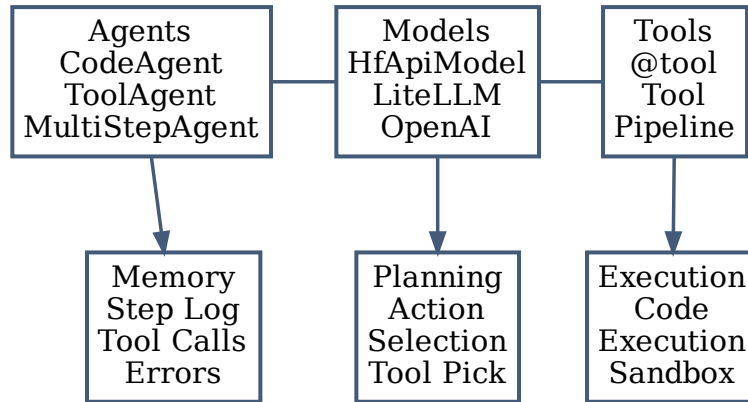 Agents
CodeAgent
ToolAgent
MultiStepAgent
Models
HfApiModel
LiteLLM
OpenAI
Tools
@tool
Tool
Pipeline
Memory
Step Log
Tool Calls
Errors
Planning
Action
Selection
Tool Pick
Execution
Code
Execution
Sandbox